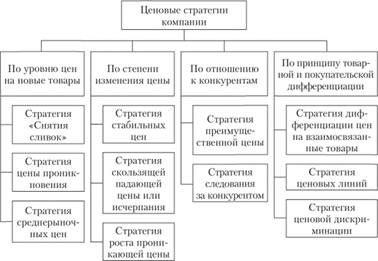 Ценовые стратегии
компании
По уровню цен
на новые товары
Стратегия
«Снятия
сливок»
Стратегия
цены проник-
новения
Стратегия
среднерыноч-
ных цен
По степени
изменения цены
Стратегия
стабильных
цен
Стратегия
скользящей
падающей
цены или
исчерпания
Стратегия
роста прони-
кающей цены
По отношению
к конкурентам
Стратегия
преимуще-
ственной цены
Стратегия
следования
за конкурентом
По принципу товар-
ной и покупательской
дифференциации
Стратегия диф-
ференциации цен
на взаимосвязан-
ные товары
Стратегия
ценовых линий
Стратегия
ценовой дискри-
минации